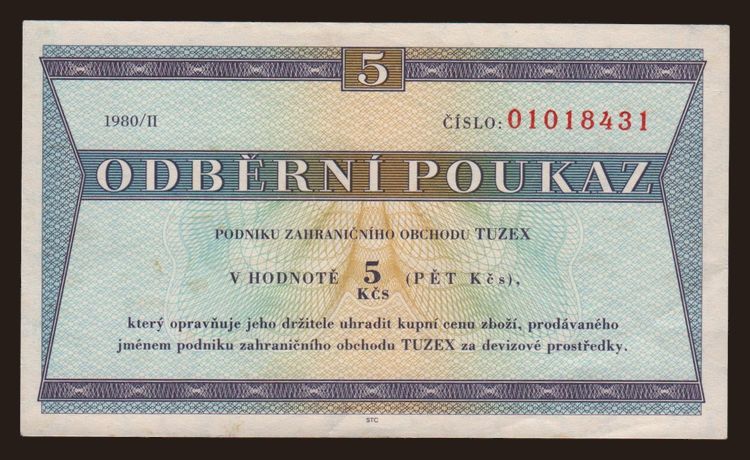 5
1980/II
ČÍSLO: 01018431
ODBĚRNÍ POUKAZ
PODNIKU ZAHRANIČNÍHO OBCHODU TUZEX
V HODNOTĚ 5 KČS (PĚT Kčs),
který opravňuje jeho držitele uhradit kupní cenu zboží, prodávaného
jménem podniku zahraničního obchodu TUZEX za devizové prostředky.
STC